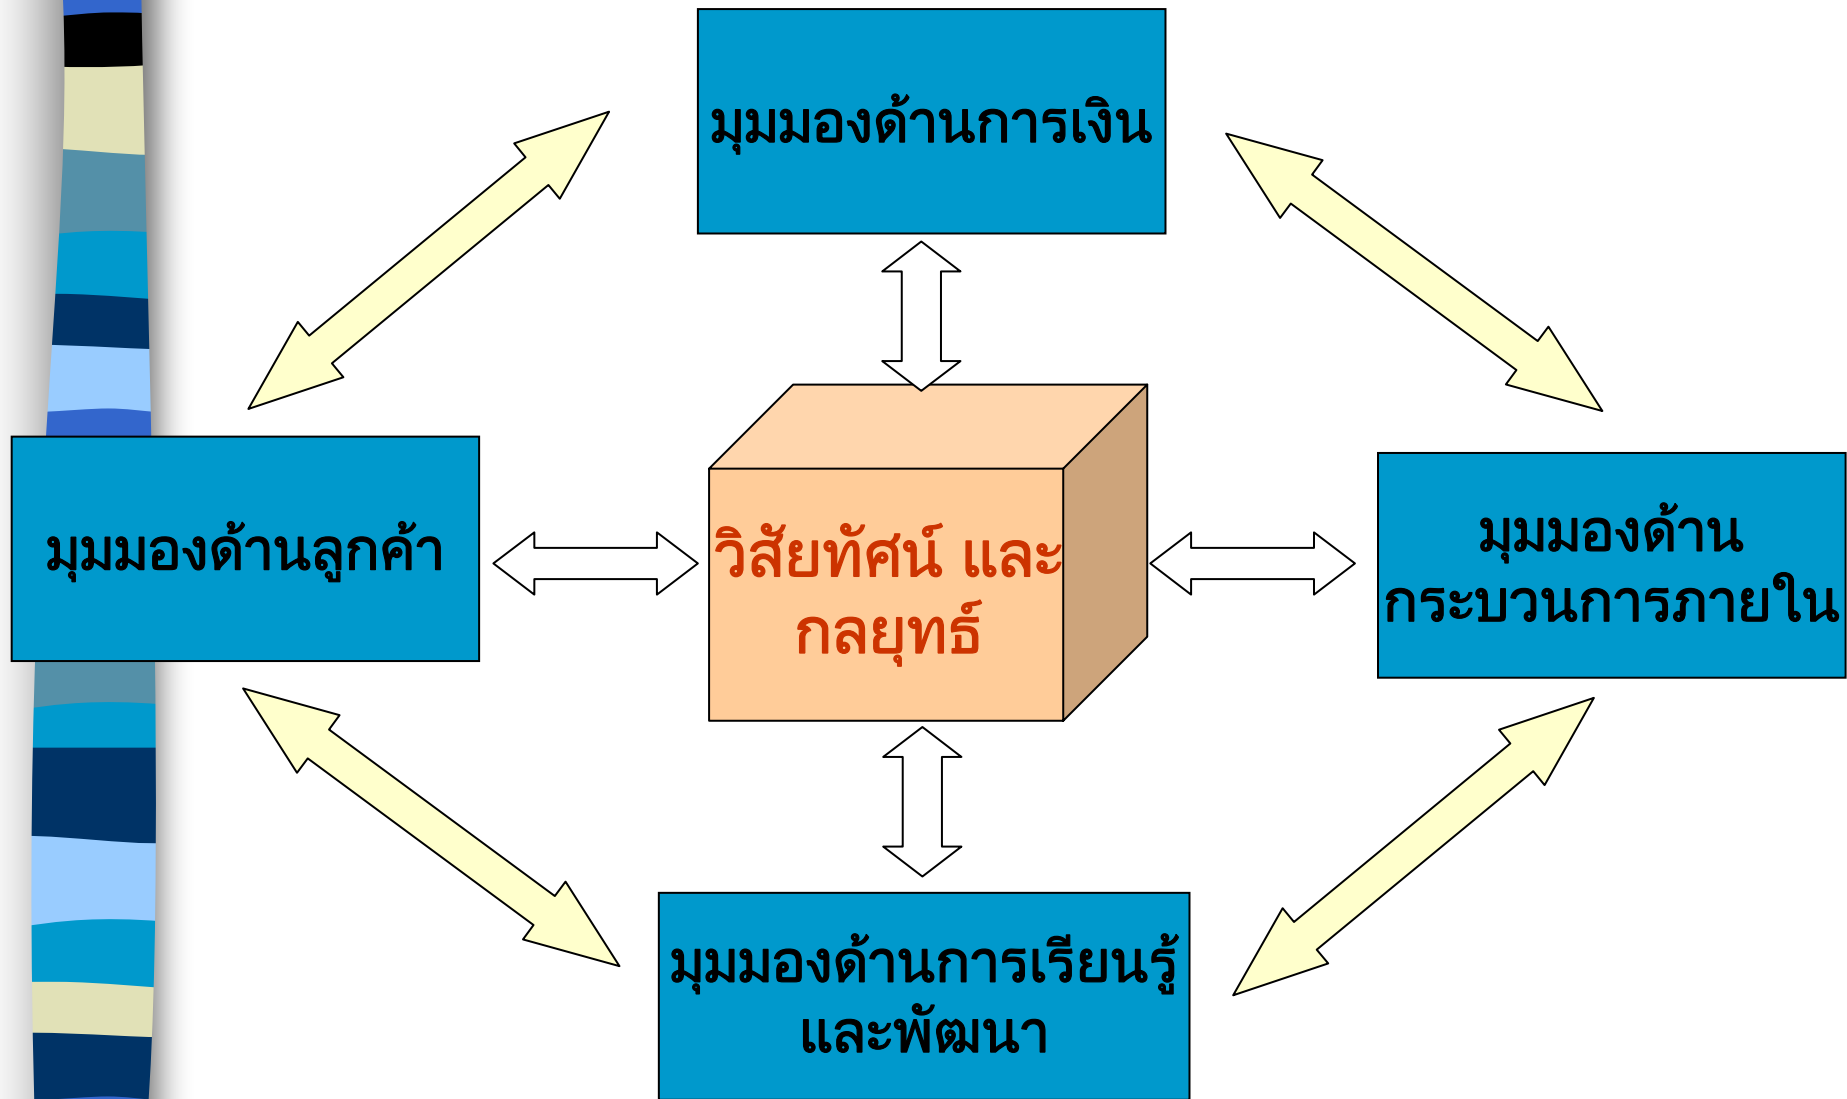 มุมมองด้านการเงิน
มุมมองด้านลูกค้า
วิสัยทัศน์ และ
กลยุทธ์
มุมมองด้าน
กระบวนการภายใน
มุมมองด้านการเรียนรู้
และพัฒนา